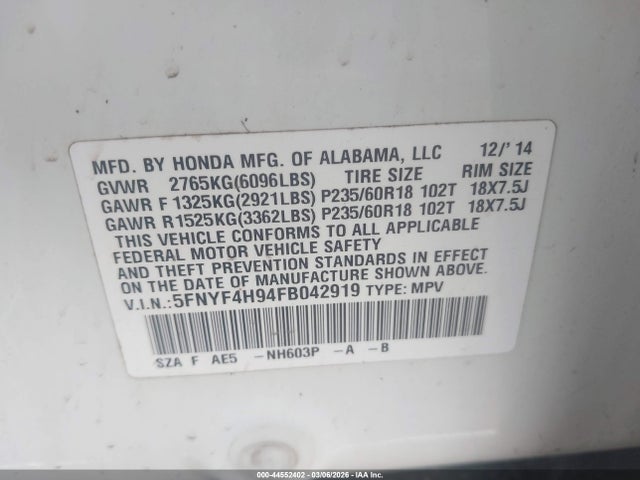 MFD. BY HONDA MFG. OF ALABAMA, LLC 12/'14
GVWR 2765KG(6096LBS) TIRE SIZE RIM SIZE
GAWR F 1325KG(2921LBS) P235/60R18 102T 18X7.5J
GAWR R1525KG(3362LBS) P235/60R18 102T 18X7.5J
THIS VEHICLE CONFORMS TO ALL APPLICABLE
FEDERAL MOTOR VEHICLE SAFETY
AND THEFT PREVENTION STANDARDS IN EFFECT
ON THE DATE OF MANUFACTURE SHOWN ABOVE.
V.I.N.:5FNYF4H94FB042919 TYPE: MPV
SZA F AE5 -NH603P -A -B
000-44552402 - 03/06/2026 - IAA Corp.